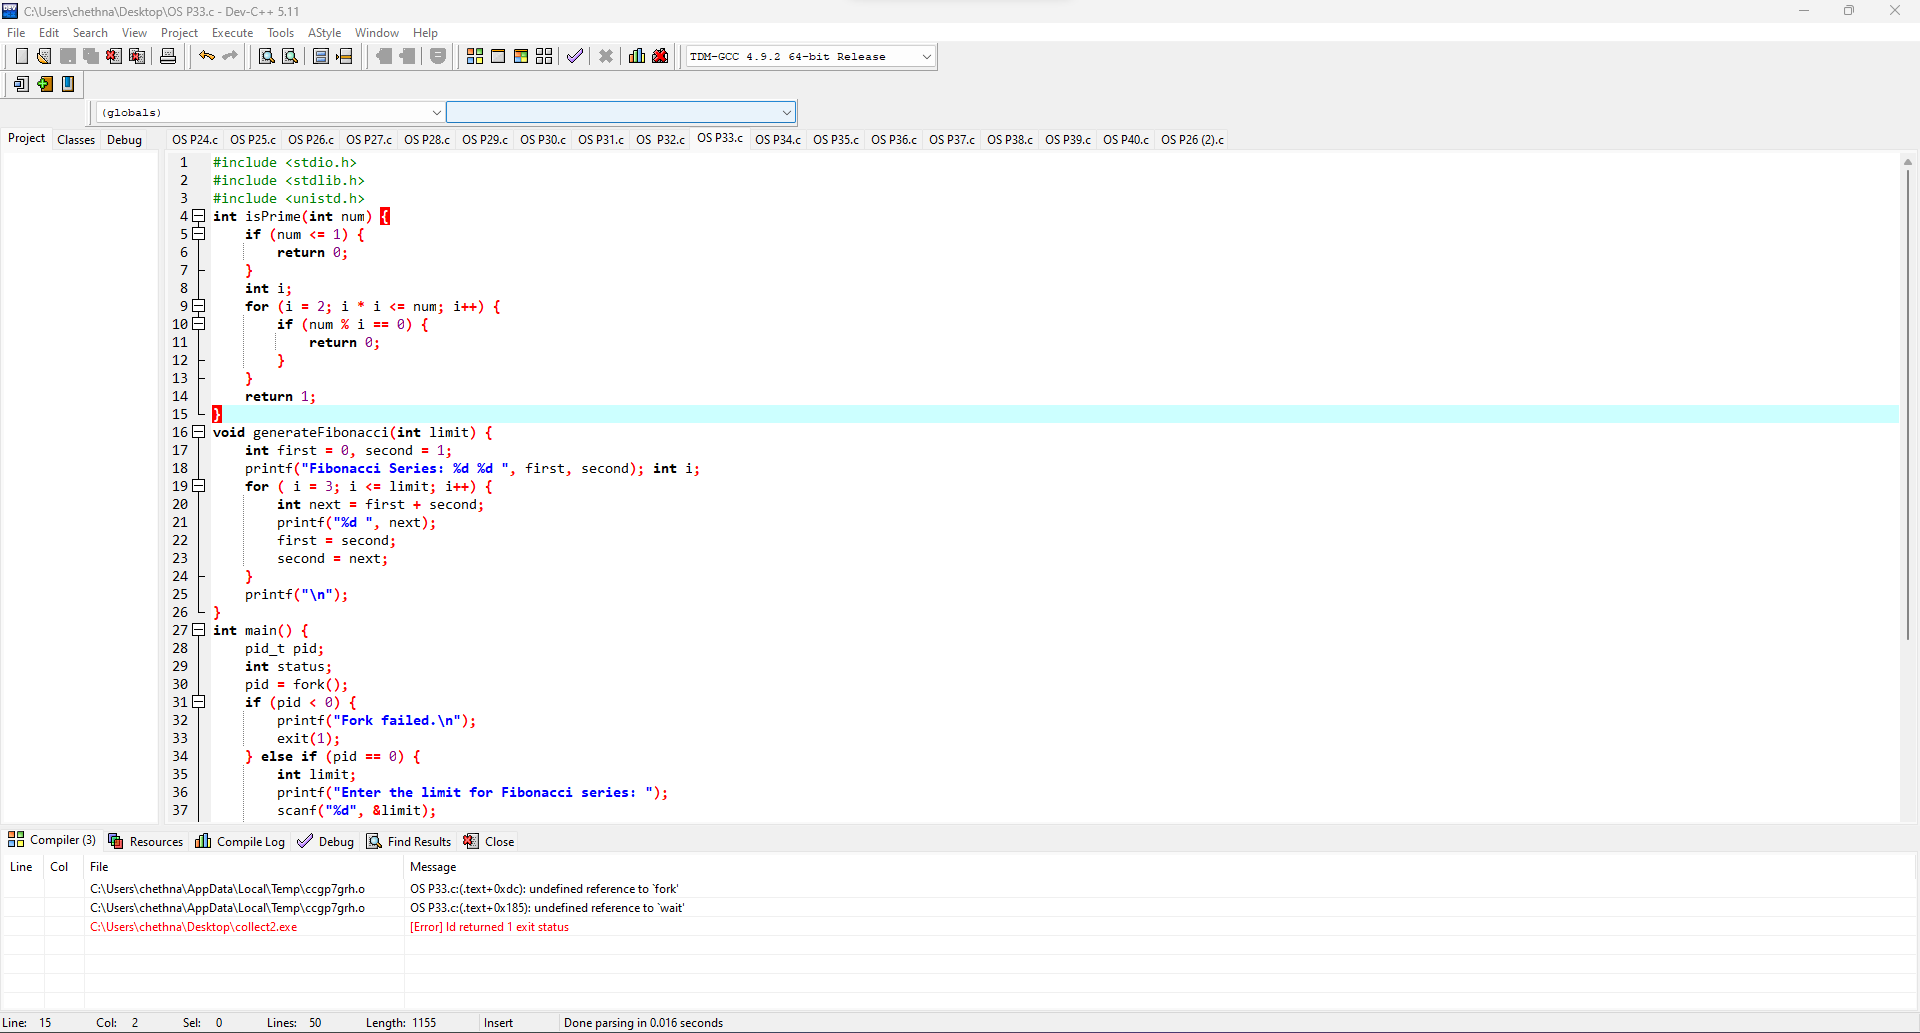 C:\Users\chethna\Desktop\OS P33.c - Dev-C++ 5.11
File Edit Search View Project Execute Tools AStyle Window Help
TDM-GCC 4.9.2 64-bit Release
(globals)
Project Classes Debug
OS P24.c OS P25.c OS P26.c OS P27.c OS P28.c OS P29.c OS P30.c OS P31.c OS P32.c OS P33.c OS P34.c OS P35.c OS P36.c OS P37.c OS P38.c OS P39.c OS P40.c OS P26 (2).c
1 #include <stdio.h>
2 #include <stdlib.h>
3 #include <unistd.h>
4 int isPrime(int num) {
5     if (num <= 1) {
6         return 0;
7     }
8     int i;
9     for (i = 2; i * i <= num; i++) {
10         if (num % i == 0) {
11             return 0;
12         }
13     }
14     return 1;
15 }
16 void generateFibonacci(int limit) {
17     int first = 0, second = 1;
18     printf("Fibonacci Series: %d %d ", first, second); int i;
19     for ( i = 3; i <= limit; i++) {
20         int next = first + second;
21         printf("%d ", next);
22         first = second;
23         second = next;
24     }
25     printf("\n");
26 }
27 int main() {
28     pid_t pid;
29     int status;
30     pid = fork();
31     if (pid < 0) {
32         printf("Fork failed.\n");
33         exit(1);
34     } else if (pid == 0) {
35         int limit;
36         printf("Enter the limit for Fibonacci series: ");
37         scanf("%d", &limit);
Compiler (3) Resources Compile Log Debug Find Results Close
Line Col File Message
C:\Users\chethna\AppData\Local\Temp\ccgp7grh.o OS P33.c:(.text+0xdc): undefined reference to `fork'
C:\Users\chethna\AppData\Local\Temp\ccgp7grh.o OS P33.c:(.text+0x185): undefined reference to `wait'
C:\Users\chethna\Desktop\collect2.exe [Error] ld returned 1 exit status
Line: 15 Col: 2 Sel: 0 Lines: 50 Length: 1155 Insert Done parsing in 0.016 seconds